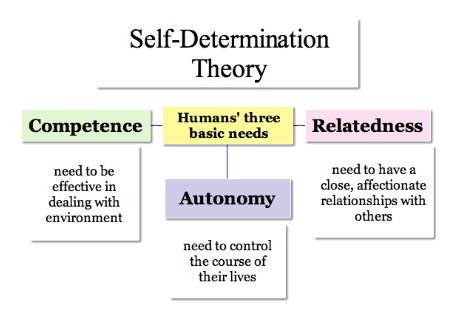 Self-Determination
Theory
Humans' three
basic needs
Competence
need to be
effective in
dealing with
environment
Autonomy
need to control
the course of
their lives
Relatedness
need to have a
close, affectionate
relationships with
others